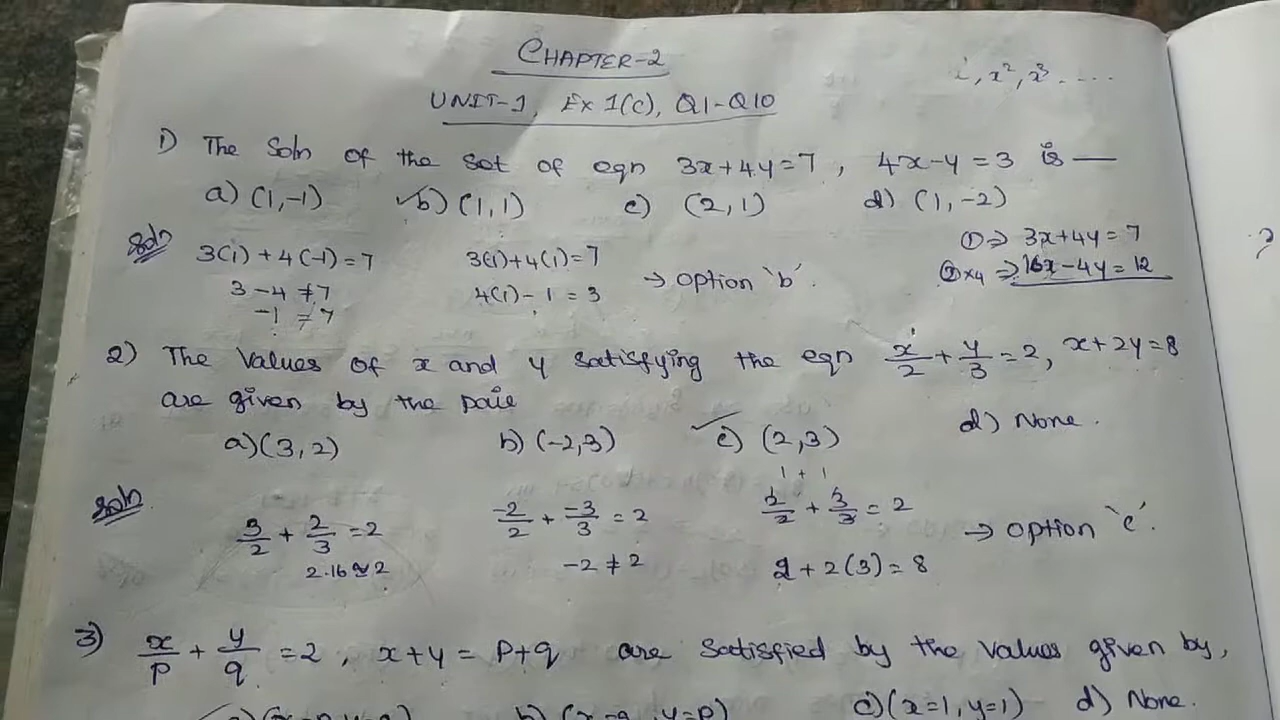 CHAPTER-2
x, x², x³, ....
UNIT-1, Ex 1(c), Q1-Q10
1) The Soln of the set of eqn 3x+4y=7, 4x-y=3 is —
a) (1,-1) ✓b) (1,1) c) (2,1) d) (1,-2)
Soln 3(1)+4(-1)=7 3(1)+4(1)=7 ①⇒ 3x+4y=7
3-4≠7 4(1)-1=3 → Option 'b'. ②×4 ⇒ 16x-4y=12
-1≠7
2) The Values of x and y satisfying the eqn x/2 + y/3 = 2, x+2y=8
are given by the pair
a) (3,2) b) (-2,3) ✓c) (2,3) d) None.
1 + 1
Soln 3/2 + 2/3 = 2 -2/2 + -3/3 = 2 2/2 + 3/3 = 2 → Option 'c'.
2.16≈2 -2≠2 2+2(3)=8
3) x/p + y/q = 2, x+y = p+q are satisfied by the values given by,
c) (x=1, y=1) d) None.
?